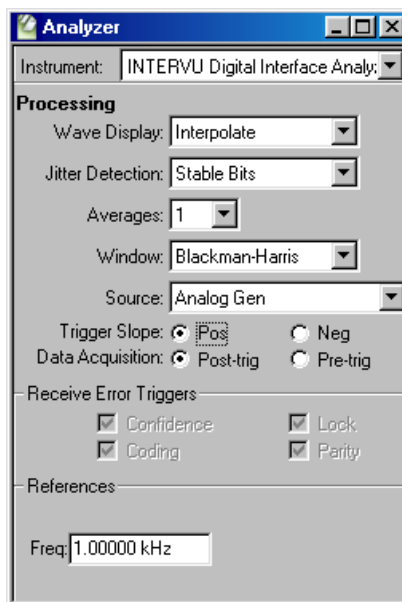 Analyzer
Instrument: INTERVU Digital Interface Analy:
Processing
Wave Display: Interpolate
Jitter Detection: Stable Bits
Averages: 1
Window: Blackman-Harris
Source: Analog Gen
Trigger Slope: Pos Neg
Data Acquisition: Post-trig Pre-trig
Receive Error Triggers
Confidence Lock
Coding Parity
References
Freq: 1.00000 kHz